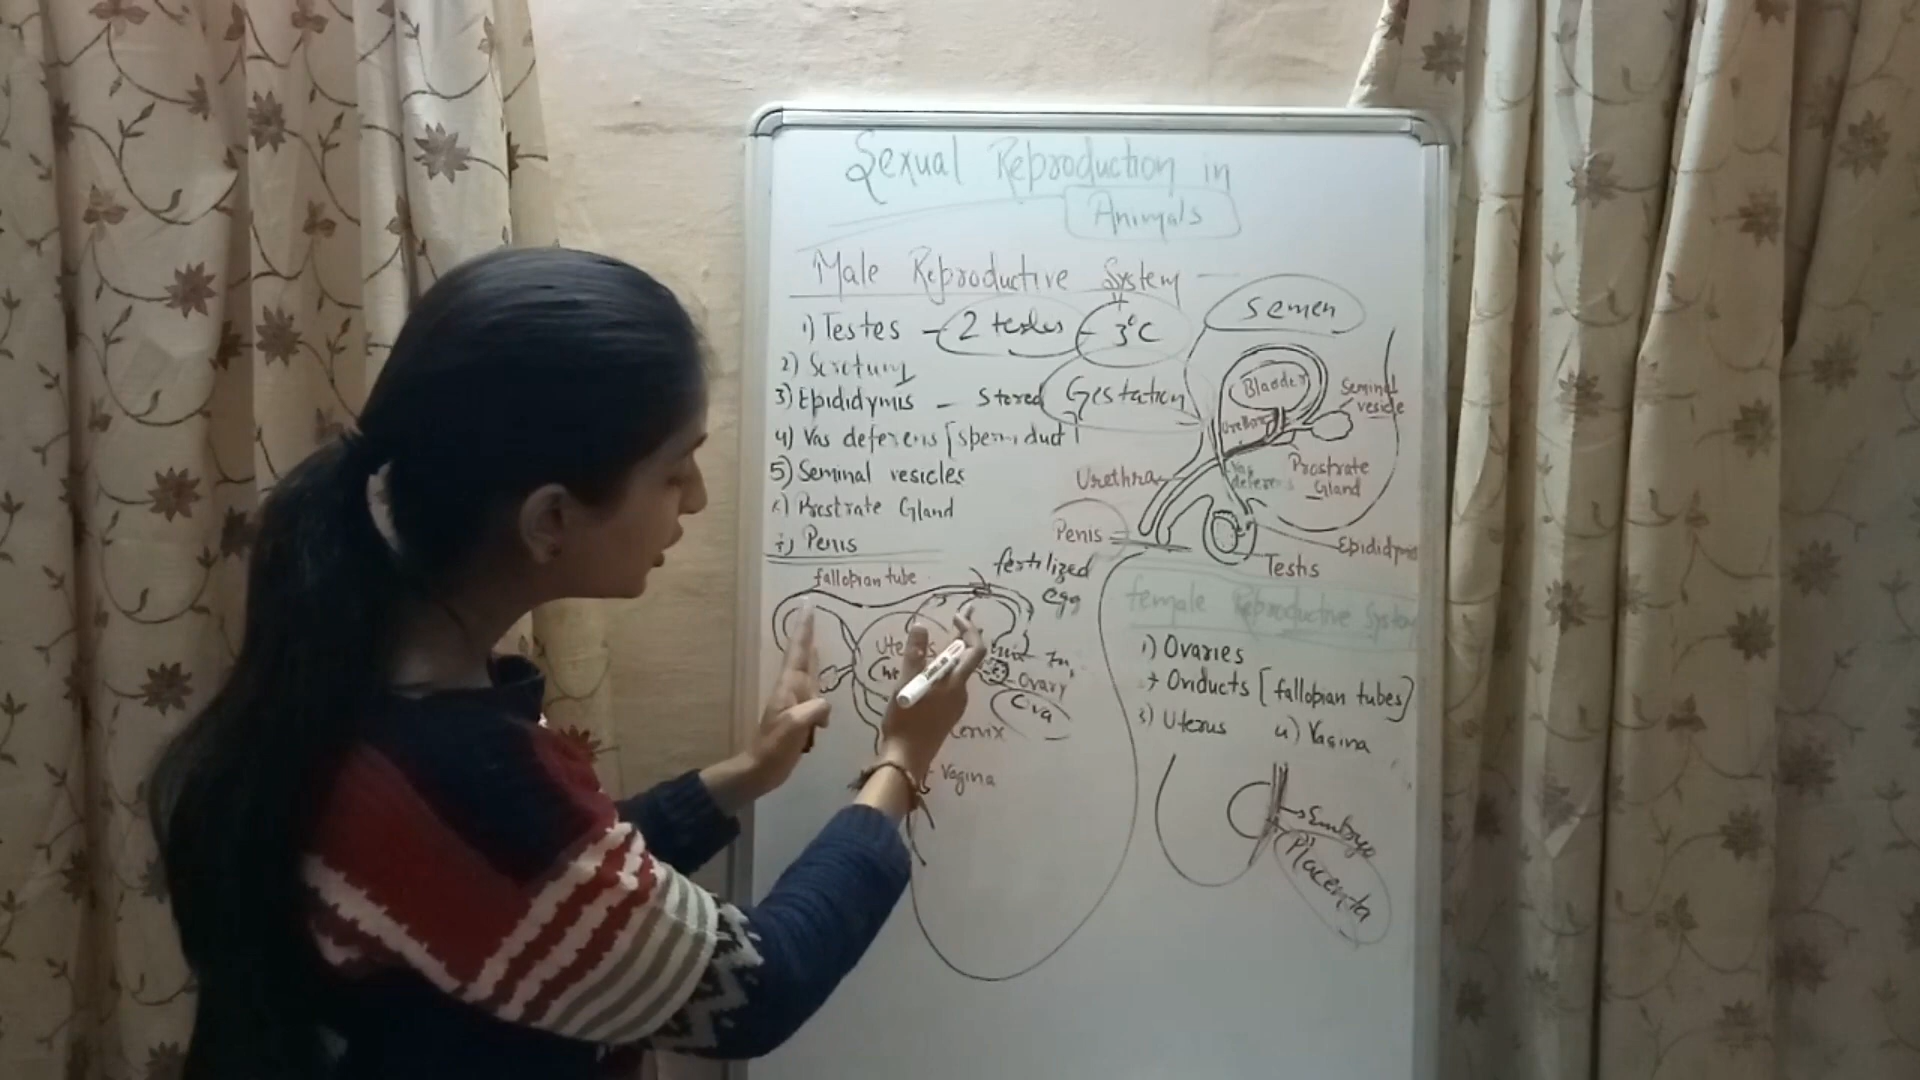 Sexual Reproduction in
Animals
Male Reproductive System
1) Testes - 2 testes - 3°C
2) Scrotum
3) Epididymis - stored
Gestation
4) Vas deferens [sperm duct]
5) Seminal vesicles
6) Prostrate Gland
7) Penis
semen
Bladder
Seminal
vesicle
Urethra
Vas
deferens
Prostrate
Gland
Penis
Epididymis
Testis
fallopian tube
fertilized
egg
Uterus
Ovary
Ova
Cervix
Vagina
female Reproductive System
1) Ovaries
Oviducts [fallopian tubes]
3) Uterus 4) Vagina
Embryo
Placenta